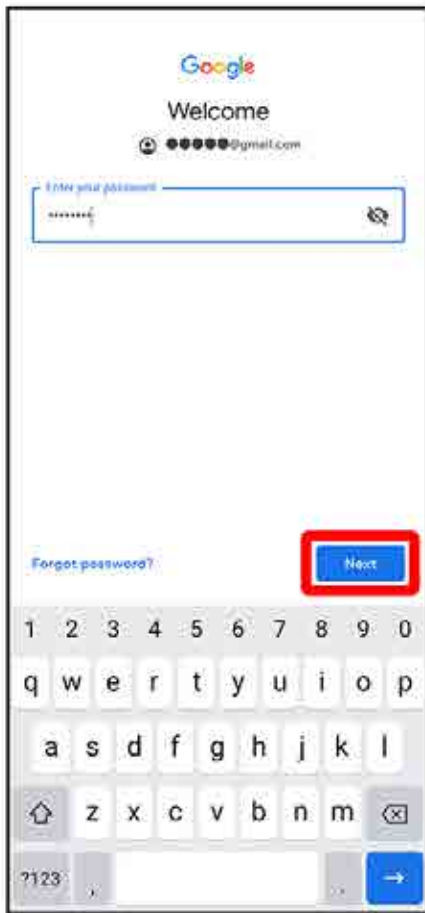 Google
Welcome
●●●●●@gmail.com
Enter your password
••••••••
Forgot password?
Next
1 2 3 4 5 6 7 8 9 0
q w e r t y u i o p
a s d f g h j k l
z x c v b n m
?123 , .